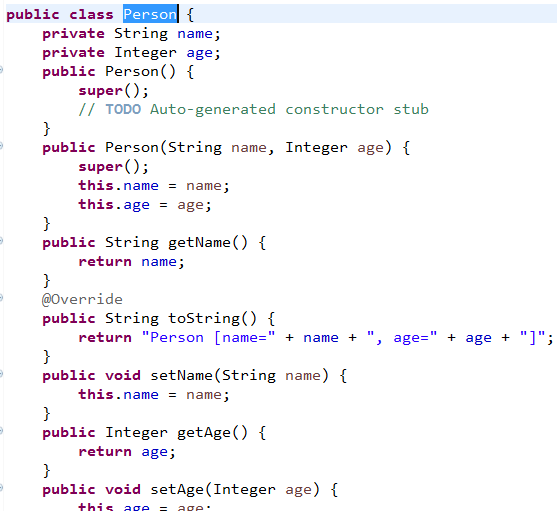 public class Person {
    private String name;
    private Integer age;
    public Person() {
        super();
        // TODO Auto-generated constructor stub
    }
    public Person(String name, Integer age) {
        super();
        this.name = name;
        this.age = age;
    }
    public String getName() {
        return name;
    }
    @Override
    public String toString() {
        return "Person [name=" + name + ", age=" + age + "]";
    }
    public void setName(String name) {
        this.name = name;
    }
    public Integer getAge() {
        return age;
    }
    public void setAge(Integer age) {
        this.age = age;